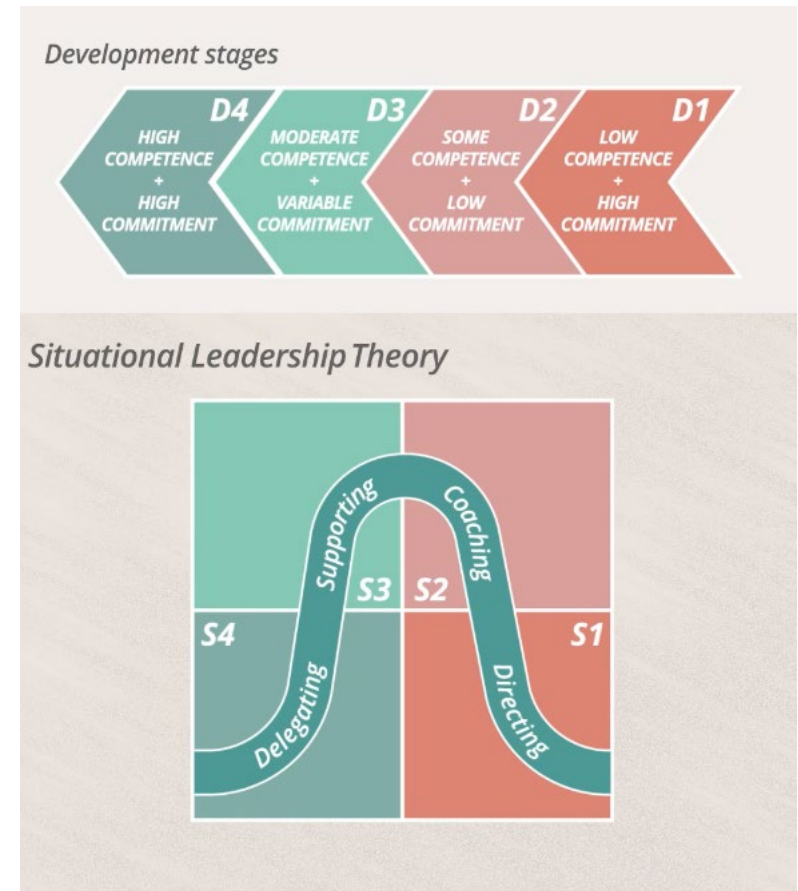 Development stages
D4
HIGH
COMPETENCE
+
HIGH
COMMITMENT
D3
MODERATE
COMPETENCE
+
VARIABLE
COMMITMENT
D2
SOME
COMPETENCE
+
LOW
COMMITMENT
D1
LOW
COMPETENCE
+
HIGH
COMMITMENT
Situational Leadership Theory
Supporting
Coaching
S3
S2
S4
S1
Delegating
Directing